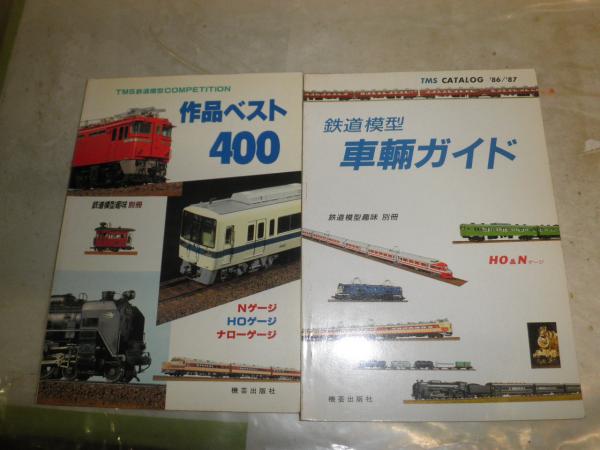 TMS鉄道模型COMPETITION
作品ベスト
400
鉄道模型趣味 別冊
Nゲージ
HOゲージ
ナローゲージ
機芸出版社
TMS CATALOG '86/'87
鉄道模型
車輛ガイド
鉄道模型趣味 別冊
HO&Nゲージ
機芸出版社